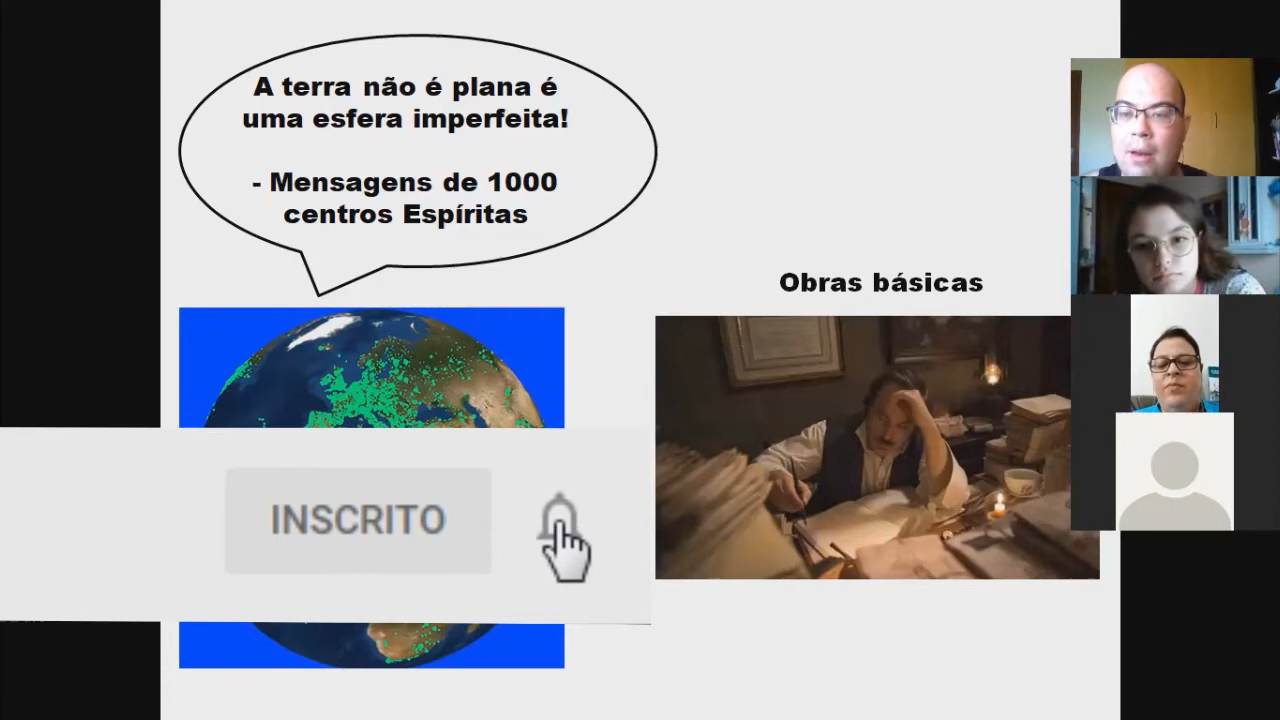 A terra não é plana é
uma esfera imperfeita!
- Mensagens de 1000
centros Espíritas
Obras básicas
INSCRITO